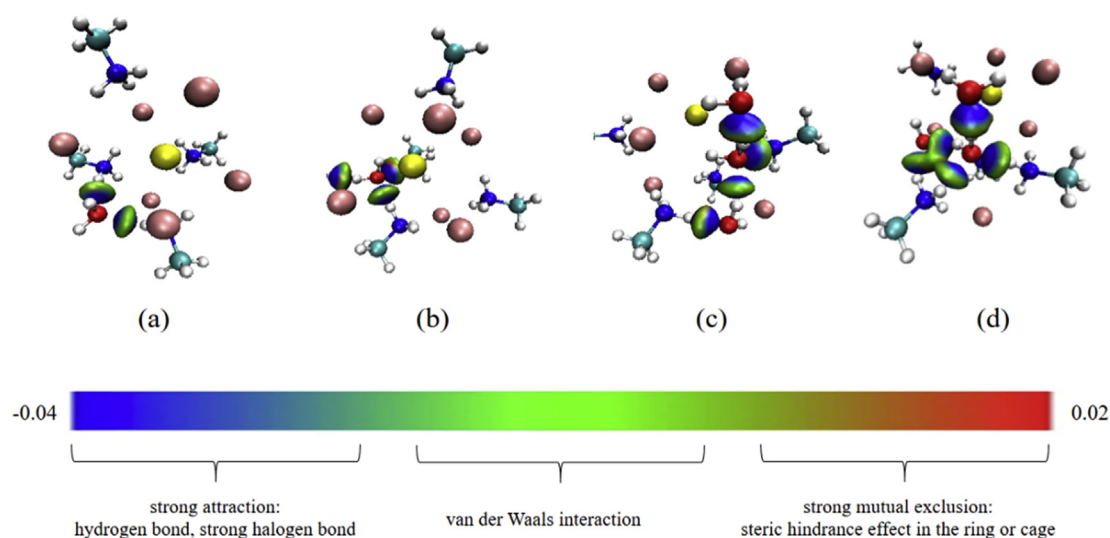 (a) (b) (c) (d)
-0.04 0.02
strong attraction:
hydrogen bond, strong halogen bond
van der Waals interaction
strong mutual exclusion:
steric hindrance effect in the ring or cage